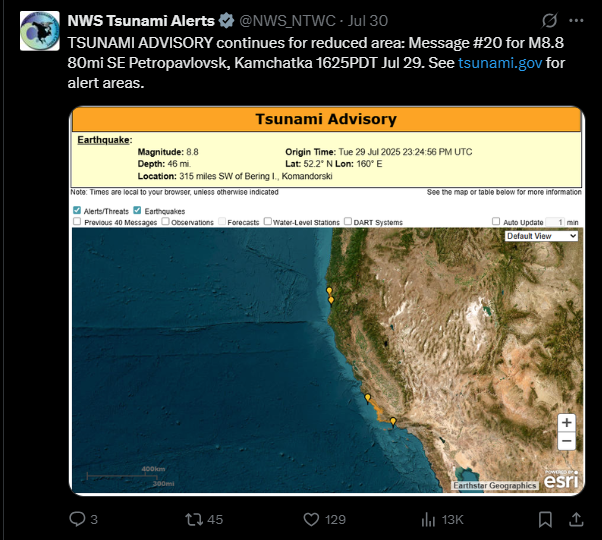 NWS Tsunami Alerts @NWS_NTWC · Jul 30
TSUNAMI ADVISORY continues for reduced area: Message #20 for M8.8
80mi SE Petropavlovsk, Kamchatka 1625PDT Jul 29. See tsunami.gov for
alert areas.
Tsunami Advisory
Earthquake:
Magnitude: 8.8 Origin Time: Tue 29 Jul 2025 23:24:56 PM UTC
Depth: 46 mi. Lat: 52.2° N Lon: 160° E
Location: 315 miles SW of Bering I., Komandorski
Note: Times are local to your browser, unless otherwise indicated See the map or table below for more information
Alerts/Threats Earthquakes
Previous 40 Messages Observations Forecasts Water-Level Stations DART Systems Auto Update 1 min
Default View
+
−
400km
200mi
POWERED BY
esri
Earthstar Geographics
3 45 129 13K